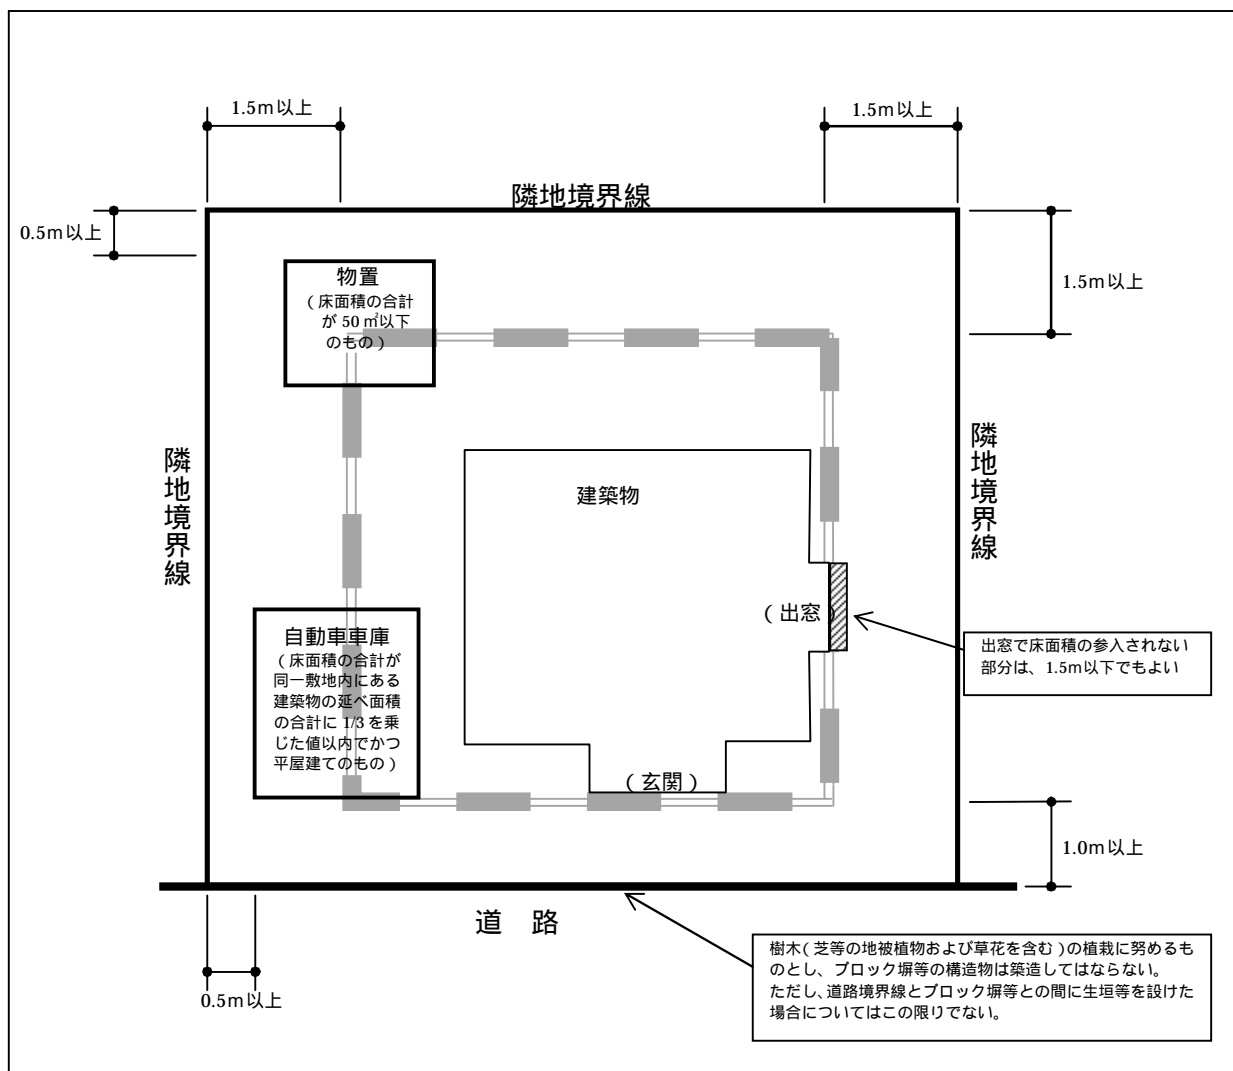 1.5m以上
1.5m以上
隣地境界線
0.5m以上
1.5m以上
物置
(床面積の合計
が 50 ㎡以下
のもの)
隣地境界線
隣地境界線
建築物
(出窓)
出窓で床面積の参入されない
部分は、1.5m以下でもよい
自動車車庫
(床面積の合計が
同一敷地内にある
建築物の延べ面積
の合計に 1/3 を乗
じた値以内でかつ
平屋建てのもの)
(玄関)
1.0m以上
道 路
0.5m以上
樹木(芝等の地被植物および草花を含む)の植栽に努めるも
のとし、ブロック塀等の構造物は築造してはならない。
ただし、道路境界線とブロック塀等との間に生垣等を設けた
場合についてはこの限りでない。